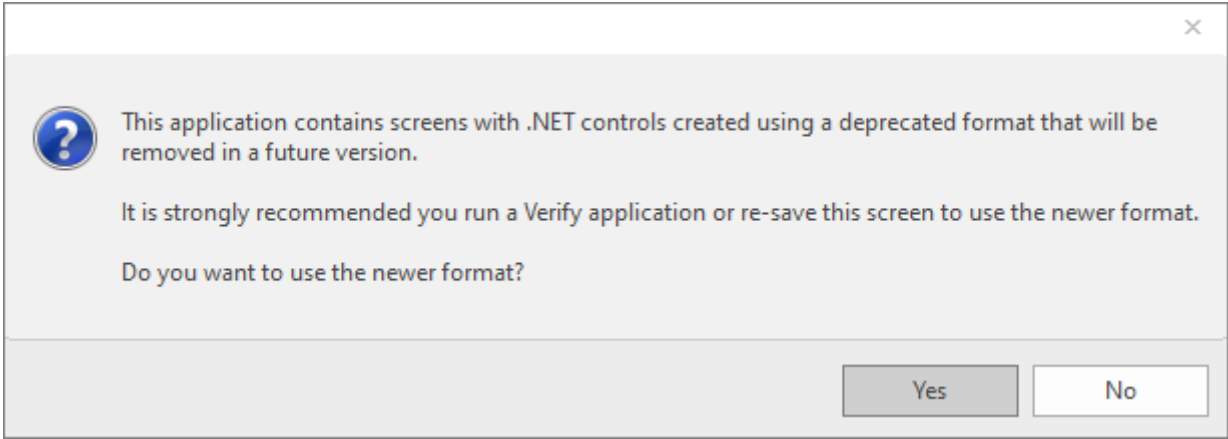 This application contains screens with .NET controls created using a deprecated format that will be
removed in a future version.
It is strongly recommended you run a Verify application or re-save this screen to use the newer format.
Do you want to use the newer format?
Yes
No